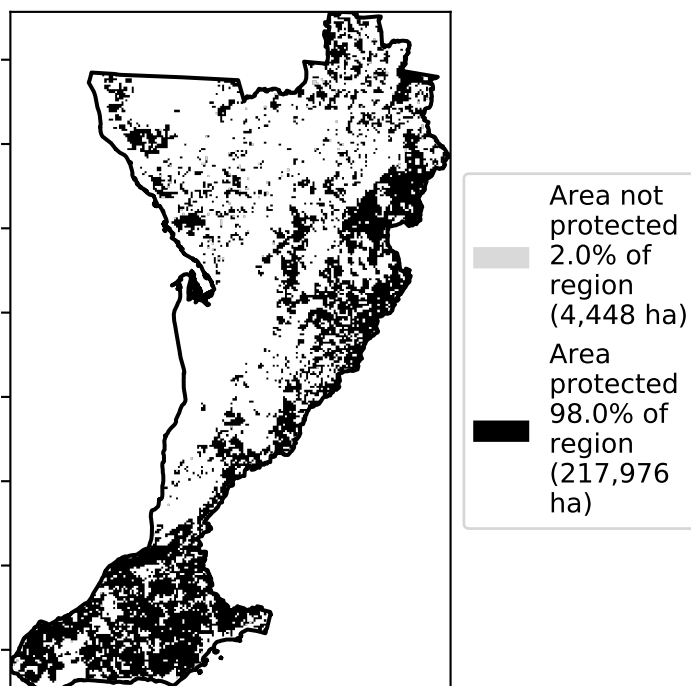 Area not
protected
2.0% of
region
(4,448 ha)
Area
protected
98.0% of
region
(217,976
ha)